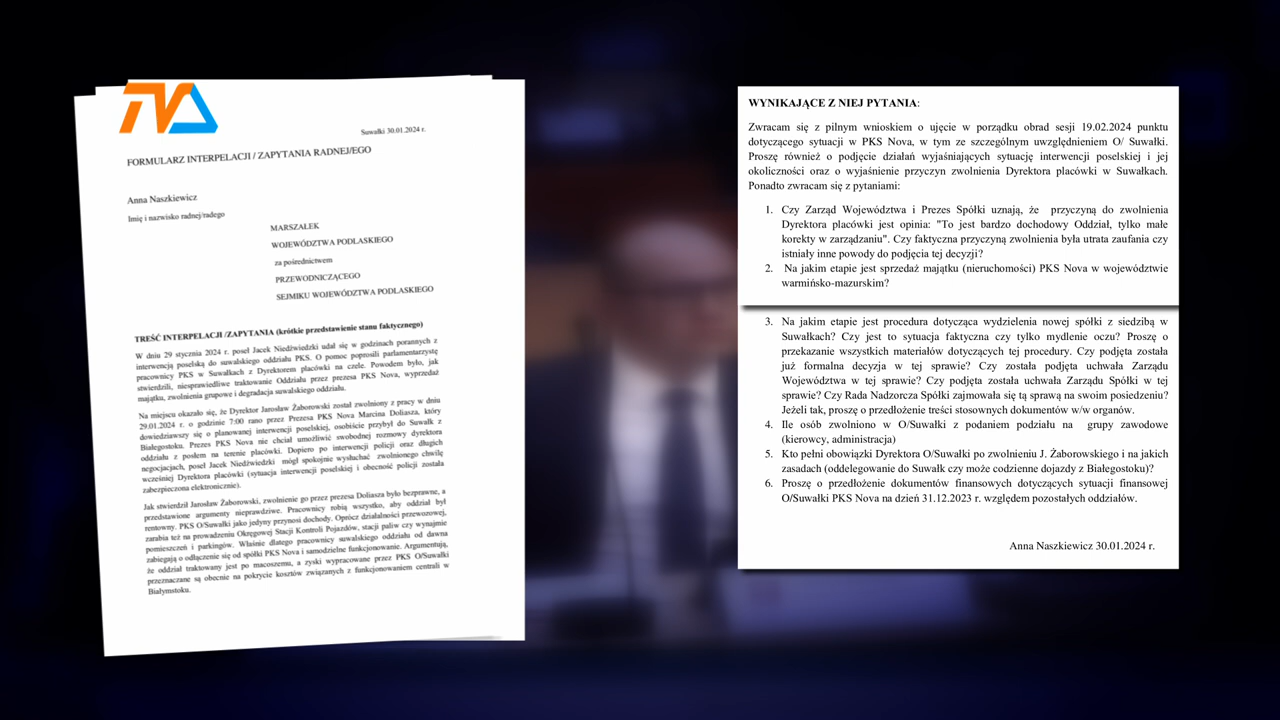 TVA
Suwałki 30.01.2024 r.
FORMULARZ INTERPELACJI / ZAPYTANIA RADNEJ/EGO
Anna Naszkiewicz
Imię i nazwisko radnej/radego
MARSZAŁEK
WOJEWÓDZTWA PODLASKIEGO
za pośrednictwem
PRZEWODNICZĄCEGO
SEJMIKU WOJEWÓDZTWA PODLASKIEGO
TREŚĆ INTERPELACJI /ZAPYTANIA (krótkie przedstawienie stanu faktycznego)
W dniu 29 stycznia 2024 r. poseł Jacek Niedźwiedzki udał się w godzinach porannych z
interwencją poselską do suwalskiego oddziału PKS. O pomoc poprosili parlamentarzystę
pracownicy PKS w Suwałkach z Dyrektorem placówki na czele. Powodem było, jak
stwierdzili, niesprawiedliwe traktowanie Oddziału przez prezesa PKS Nova, wyprzedaż
majątku, zwolnienia grupowe i degradacja suwalskiego oddziału.
Na miejscu okazało się, że Dyrektor Jarosław Żaborowski został zwolniony z pracy w dniu
29.01.2024 r. o godzinie 7:00 rano przez Prezesa PKS Nova Marcina Doliasza, który
dowiedziawszy się o planowanej interwencji poselskiej, osobiście przybył do Suwałk z
Białegostoku. Prezes PKS Nova nie chciał umożliwić swobodnej rozmowy dyrektora
oddziału z posłem na terenie placówki. Dopiero po interwencji policji oraz długich
negocjacjach, poseł Jacek Niedźwiedzki mógł spokojnie wysłuchać zwolnionego chwilę
wcześniej Dyrektora placówki (sytuacja interwencji poselskiej i obecność policji została
zabezpieczona elektronicznie).
Jak stwierdził Jarosław Żaborowski, zwolnienie go przez prezesa Doliasza było bezprawne, a
przedstawione argumenty nieprawdziwe. Pracownicy robią wszystko, aby oddział był
rentowny. PKS O/Suwałki jako jedyny przynosi dochody. Oprócz działalności przewozowej,
zarabia też na prowadzeniu Okręgowej Stacji Kontroli Pojazdów, stacji paliw czy wynajmie
pomieszczeń i parkingów. Właśnie dlatego pracownicy suwalskiego oddziału od dawna
zabiegają o odłączenie się od spółki PKS Nova i samodzielne funkcjonowanie. Argumentują,
że oddział traktowany jest po macoszemu, a zyski wypracowane przez PKS O/Suwałki
przeznaczane są obecnie na pokrycie kosztów związanych z funkcjonowaniem centrali w
Białymstoku.
WYNIKAJĄCE Z NIEJ PYTANIA:
Zwracam się z pilnym wnioskiem o ujęcie w porządku obrad sesji 19.02.2024 punktu
dotyczącego sytuacji w PKS Nova, w tym ze szczególnym uwzględnieniem O/ Suwałki.
Proszę również o podjęcie działań wyjaśniających sytuację interwencji poselskiej i jej
okoliczności oraz o wyjaśnienie przyczyn zwolnienia Dyrektora placówki w Suwałkach.
Ponadto zwracam się z pytaniami:
1. Czy Zarząd Województwa i Prezes Spółki uznają, że przyczyną do zwolnienia
Dyrektora placówki jest opinia: "To jest bardzo dochodowy Oddział, tylko małe
korekty w zarządzaniu". Czy faktyczna przyczyną zwolnienia była utrata zaufania czy
istniały inne powody do podjęcia tej decyzji?
2. Na jakim etapie jest sprzedaż majątku (nieruchomości) PKS Nova w województwie
warmińsko-mazurskim?
3. Na jakim etapie jest procedura dotycząca wydzielenia nowej spółki z siedzibą w
Suwałkach? Czy jest to sytuacja faktyczna czy tylko mydlenie oczu? Proszę o
przekazanie wszystkich materiałów dotyczących tej procedury. Czy podjęta została
już formalna decyzja w tej sprawie? Czy została podjęta uchwała Zarządu
Województwa w tej sprawie? Czy podjęta została uchwała Zarządu Spółki w tej
sprawie? Czy Rada Nadzorcza Spółki zajmowała się tą sprawą na swoim posiedzeniu?
Jeżeli tak, proszę o przedłożenie treści stosownych dokumentów w/w organów.
4. Ile osób zwolniono w O/Suwałki z podaniem podziału na grupy zawodowe
(kierowcy, administracja)
5. Kto pełni obowiązki Dyrektora O/Suwałki po zwolnieniu J. Żaborowskiego i na jakich
zasadach (oddelegowanie do Suwałk czy może codzienne dojazdy z Białegostoku)?
6. Proszę o przedłożenie dokumentów finansowych dotyczących sytuacji finansowej
O/Suwałki PKS Nova na dzień 31.12.2023 r. względem pozostałych oddziałów.
Anna Naszkiewicz 30.01.2024 r.